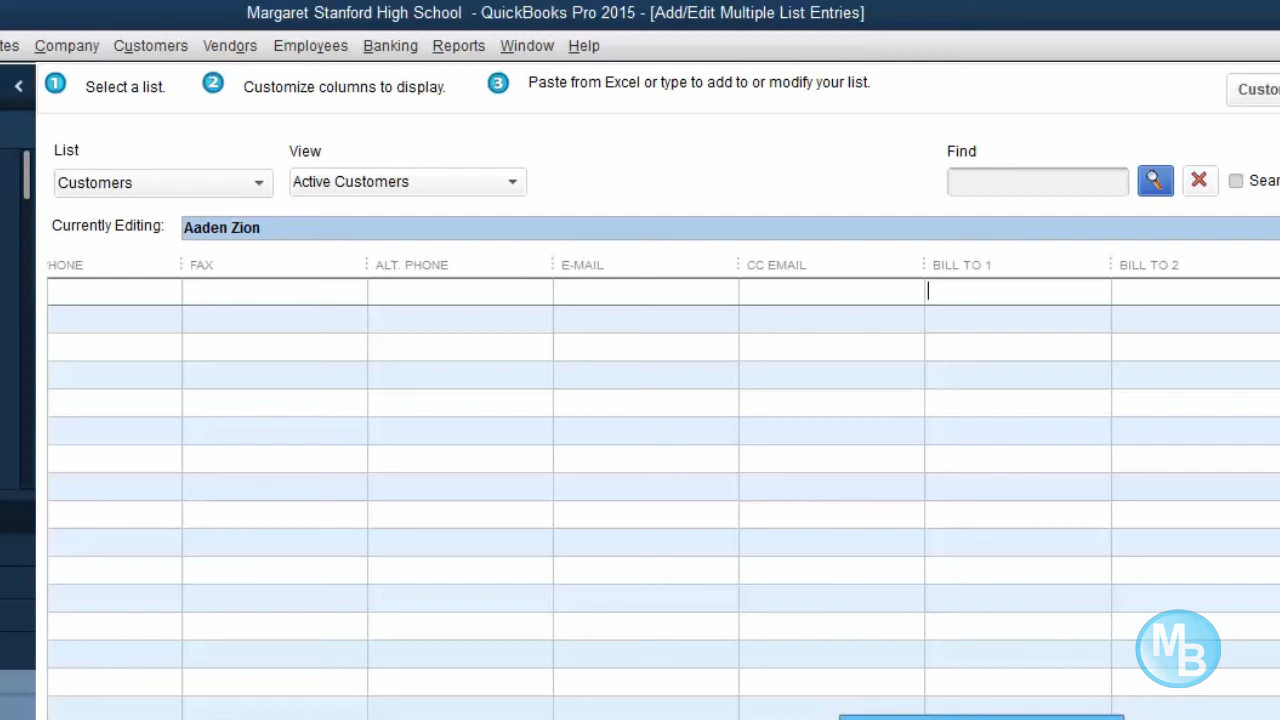 Margaret Stanford High School - QuickBooks Pro 2015 - [Add/Edit Multiple List Entries]
tes Company Customers Vendors Employees Banking Reports Window Help
1 Select a list. 2 Customize columns to display. 3 Paste from Excel or type to add to or modify your list.
Custo
List View Find
Customers Active Customers Sear
Currently Editing: Aaden Zion
HONE FAX ALT. PHONE E-MAIL CC EMAIL BILL TO 1 BILL TO 2
MB